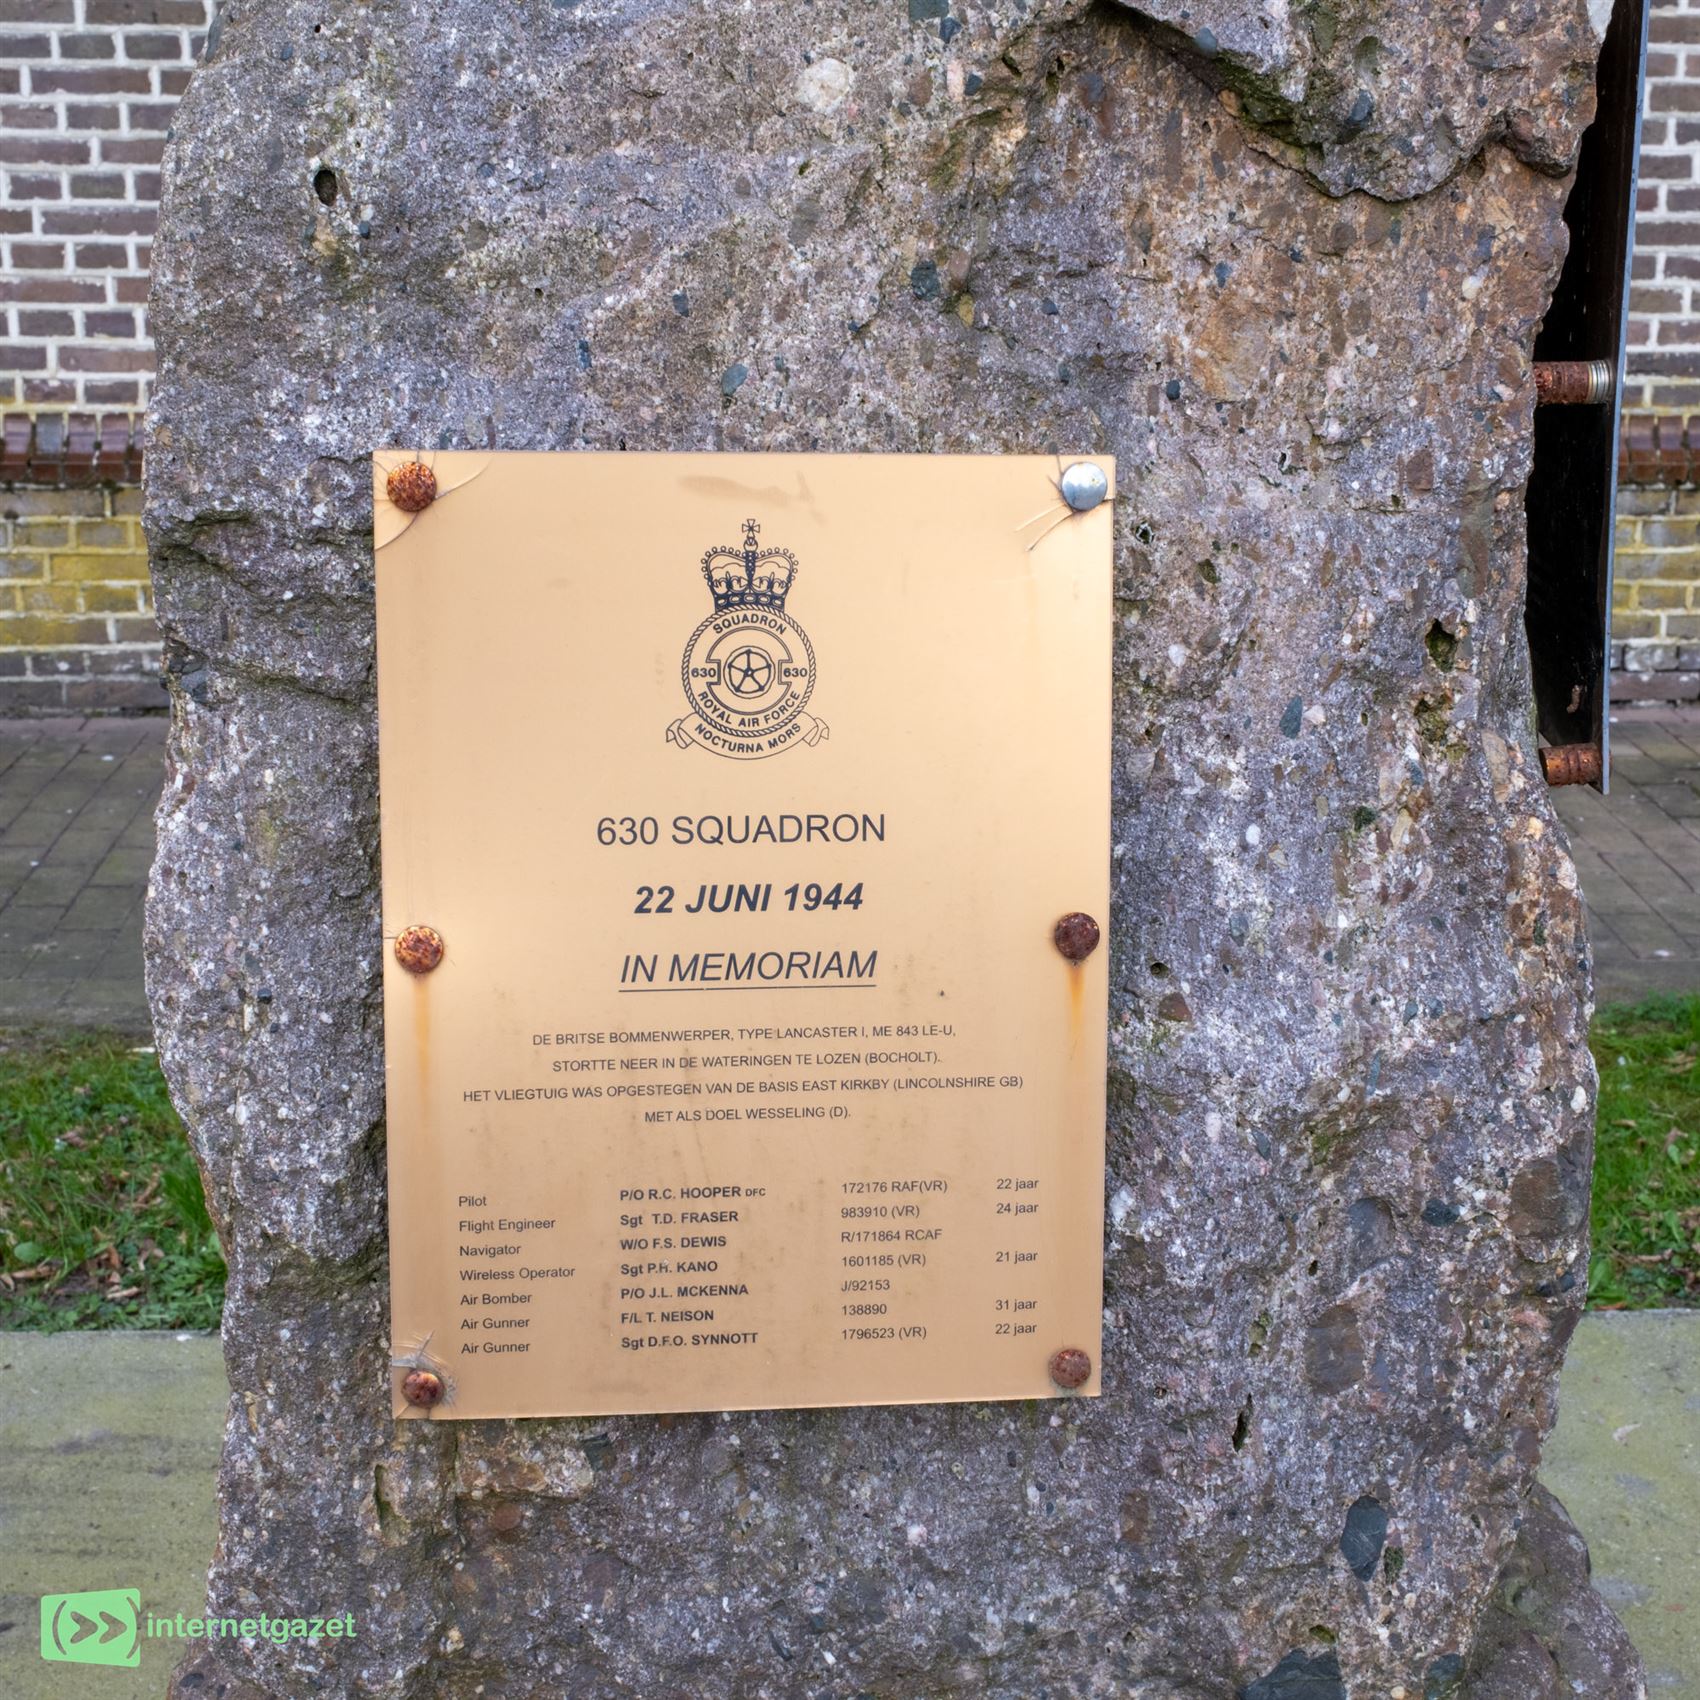 SQUADRON
630 630
ROYAL AIR FORCE
NOCTURNA MORS
630 SQUADRON
22 JUNI 1944
IN MEMORIAM
DE BRITSE BOMMENWERPER, TYPE LANCASTER I, ME 843 LE-U,
STORTTE NEER IN DE WATERINGEN TE LOZEN (BOCHOLT).
HET VLIEGTUIG WAS OPGESTEGEN VAN DE BASIS EAST KIRKBY (LINCOLNSHIRE GB)
MET ALS DOEL WESSELING (D).
Pilot P/O R.C. HOOPER DFC 172176 RAF(VR) 22 jaar
Flight Engineer Sgt T.D. FRASER 983910 (VR) 24 jaar
Navigator W/O F.S. DEWIS R/171864 RCAF
Wireless Operator Sgt P.H. KANO 1601185 (VR) 21 jaar
Air Bomber P/O J.L. MCKENNA J/92153
Air Gunner F/L T. NEISON 138890 31 jaar
Air Gunner Sgt D.F.O. SYNNOTT 1796523 (VR) 22 jaar
internetgazet